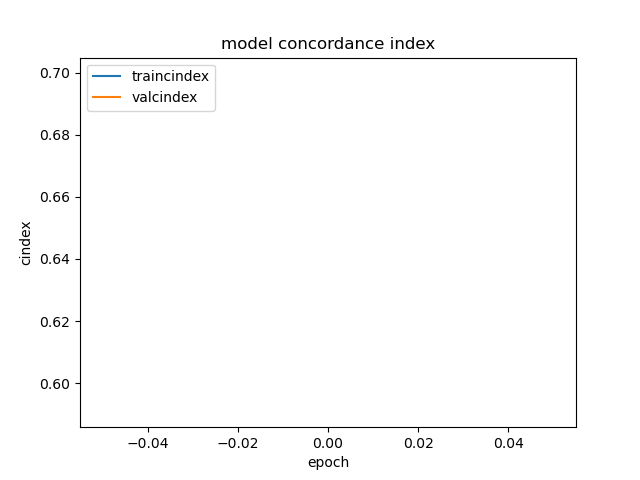 model concordance index
traincindex
valcindex
0.70
0.68
0.66
0.64
0.62
0.60
cindex
−0.04
−0.02
0.00
0.02
0.04
epoch